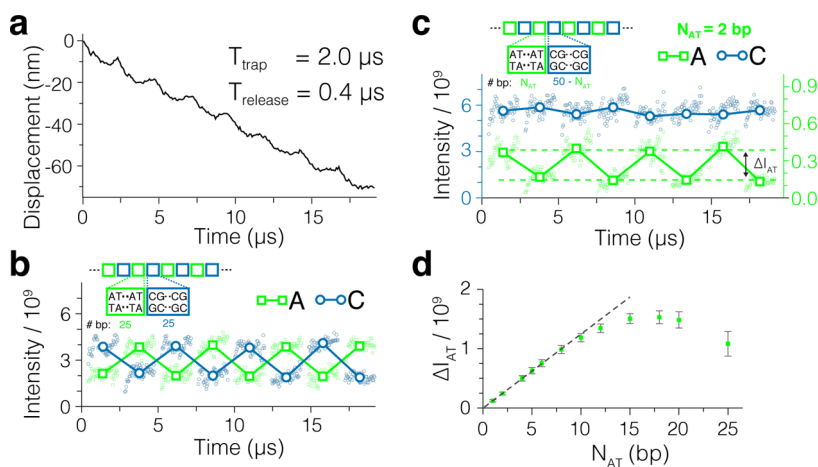 a
T_trap = 2.0 µs
T_release = 0.4 µs
Displacement (nm)
0
-20
-40
-60
0 5 10 15
Time (µs)
b
AT··AT CG··CG
TA··TA GC··GC
# bp: 25 25
A C
Intensity / 10^9
6
3
0
0 5 10 15
Time (µs)
c
N_AT = 2 bp
AT··AT CG··CG
TA··TA GC··GC
# bp: N_AT 50 - N_AT
A C
Intensity / 10^9
6
3
0
0.9
0.6
0.3
0.0
ΔI_AT
0 5 10 15
Time (µs)
d
ΔI_AT / 10^9
2
1
0
0 5 10 15 20 25
N_AT (bp)